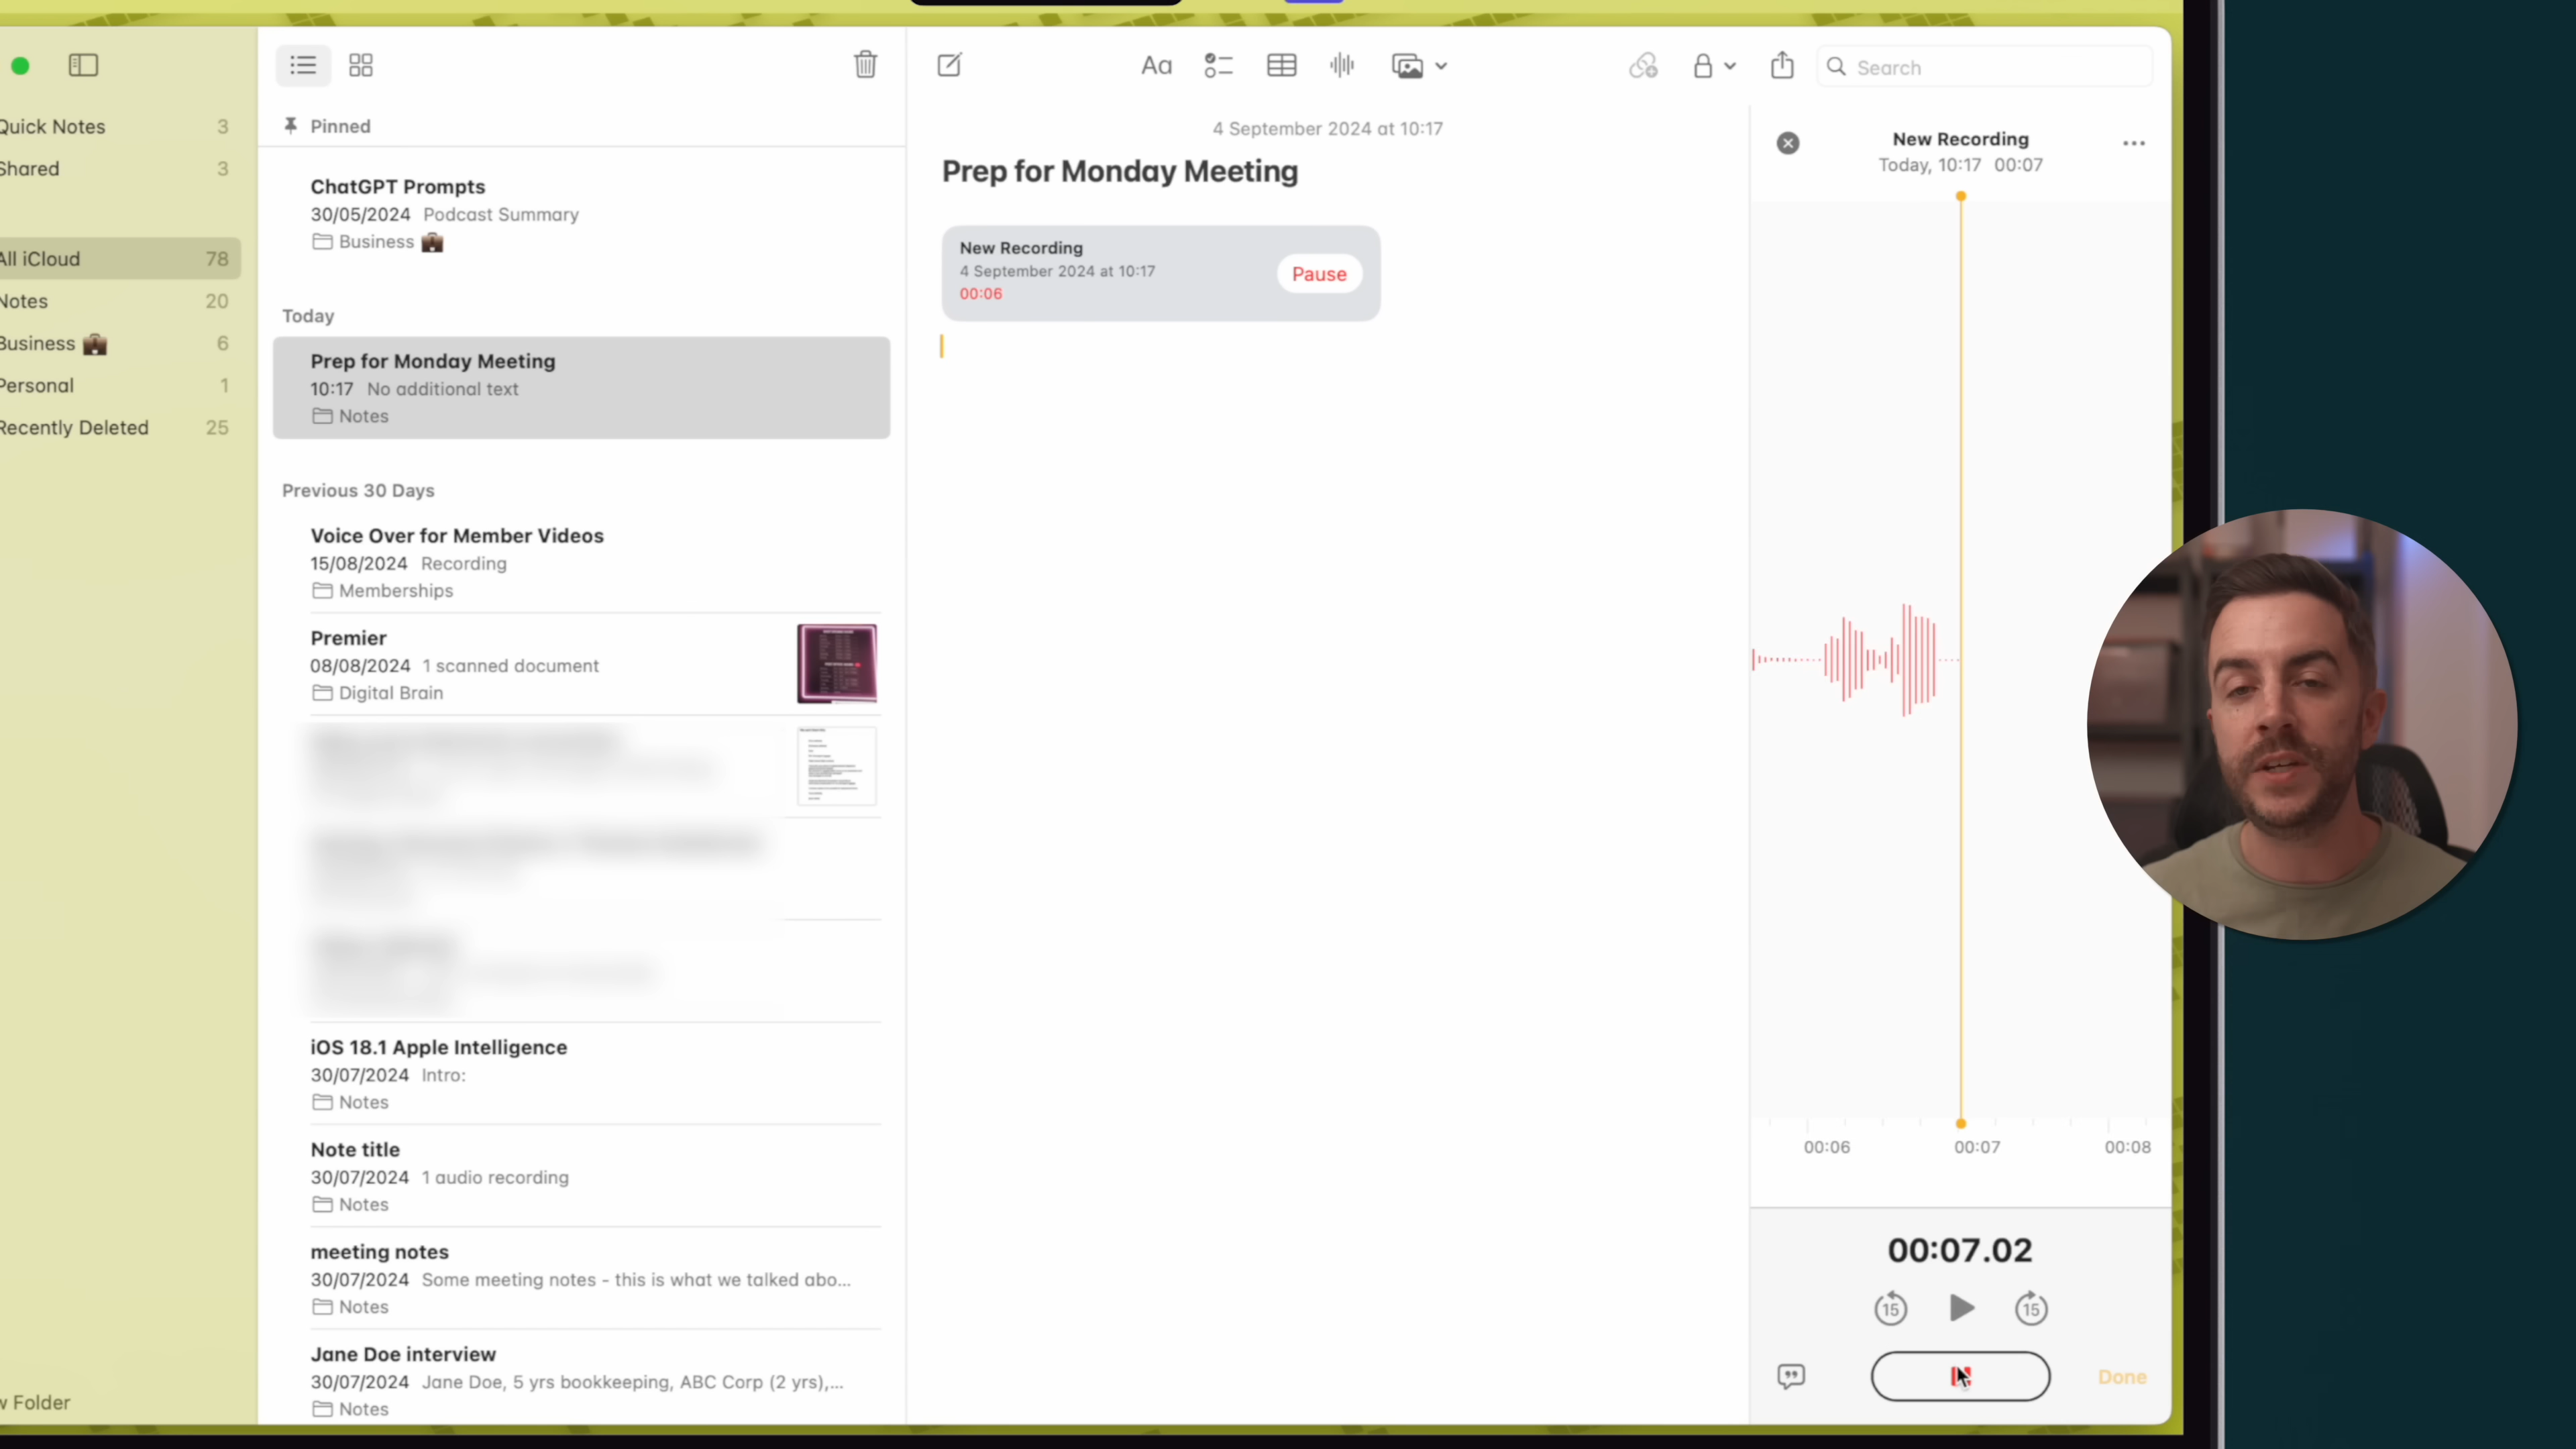 Quick Notes 3
Shared 3
All iCloud 78
Notes 20
Business 6
Personal 1
Recently Deleted 25
Folder
Pinned
ChatGPT Prompts
30/05/2024 Podcast Summary
Business
Today
Prep for Monday Meeting
10:17 No additional text
Notes
Previous 30 Days
Voice Over for Member Videos
15/08/2024 Recording
Memberships
Premier
08/08/2024 1 scanned document
Digital Brain
iOS 18.1 Apple Intelligence
30/07/2024 Intro:
Notes
Note title
30/07/2024 1 audio recording
Notes
meeting notes
30/07/2024 Some meeting notes - this is what we talked abo...
Notes
Jane Doe interview
30/07/2024 Jane Doe, 5 yrs bookkeeping, ABC Corp (2 yrs),...
Notes
Aa
Search
4 September 2024 at 10:17
Prep for Monday Meeting
New Recording
4 September 2024 at 10:17
00:06
Pause
New Recording
Today, 10:17 00:07
00:06 00:07 00:08
00:07.02
15 15
Done